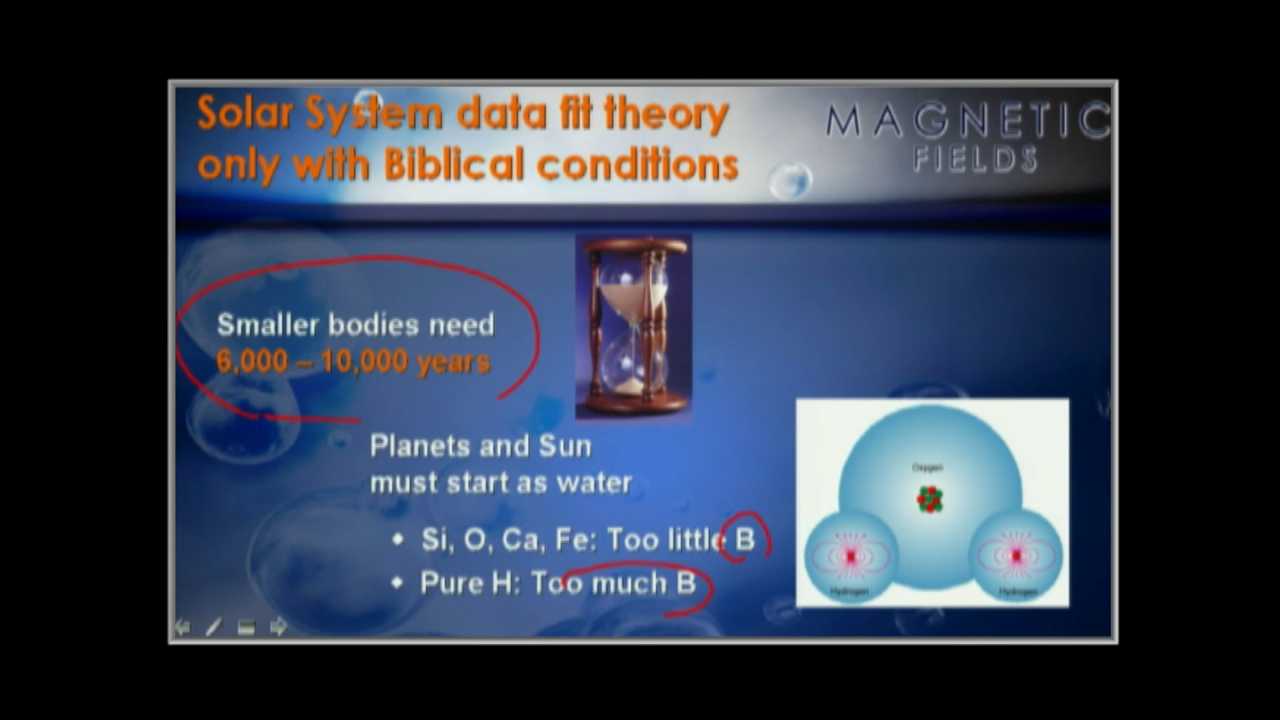 Solar System data fit theory
only with Biblical conditions
MAGNETIC
FIELDS
Smaller bodies need
6,000 – 10,000 years
Planets and Sun
must start as water
• Si, O, Ca, Fe: Too little B
• Pure H: Too much B
Oxygen
Hydrogen
Hydrogen